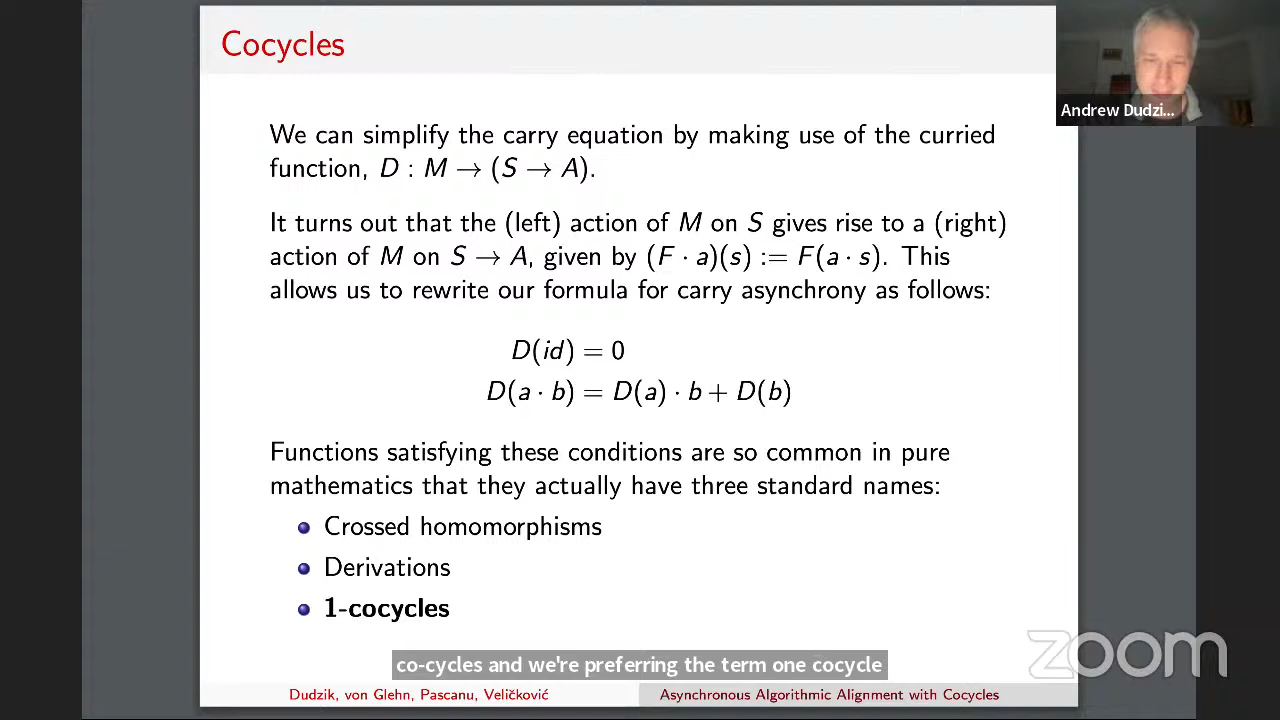 Cocycles
Andrew Dudzi...
We can simplify the carry equation by making use of the curried
function, D : M → (S → A).
It turns out that the (left) action of M on S gives rise to a (right)
action of M on S → A, given by (F · a)(s) := F(a · s). This
allows us to rewrite our formula for carry asynchrony as follows:
D(id) = 0
D(a · b) = D(a) · b + D(b)
Functions satisfying these conditions are so common in pure
mathematics that they actually have three standard names:
Crossed homomorphisms
Derivations
1-cocycles
zoom
co-cycles and we're preferring the term one cocycle
Dudzik, von Glehn, Pascanu, Veličković
Asynchronous Algorithmic Alignment with Cocycles